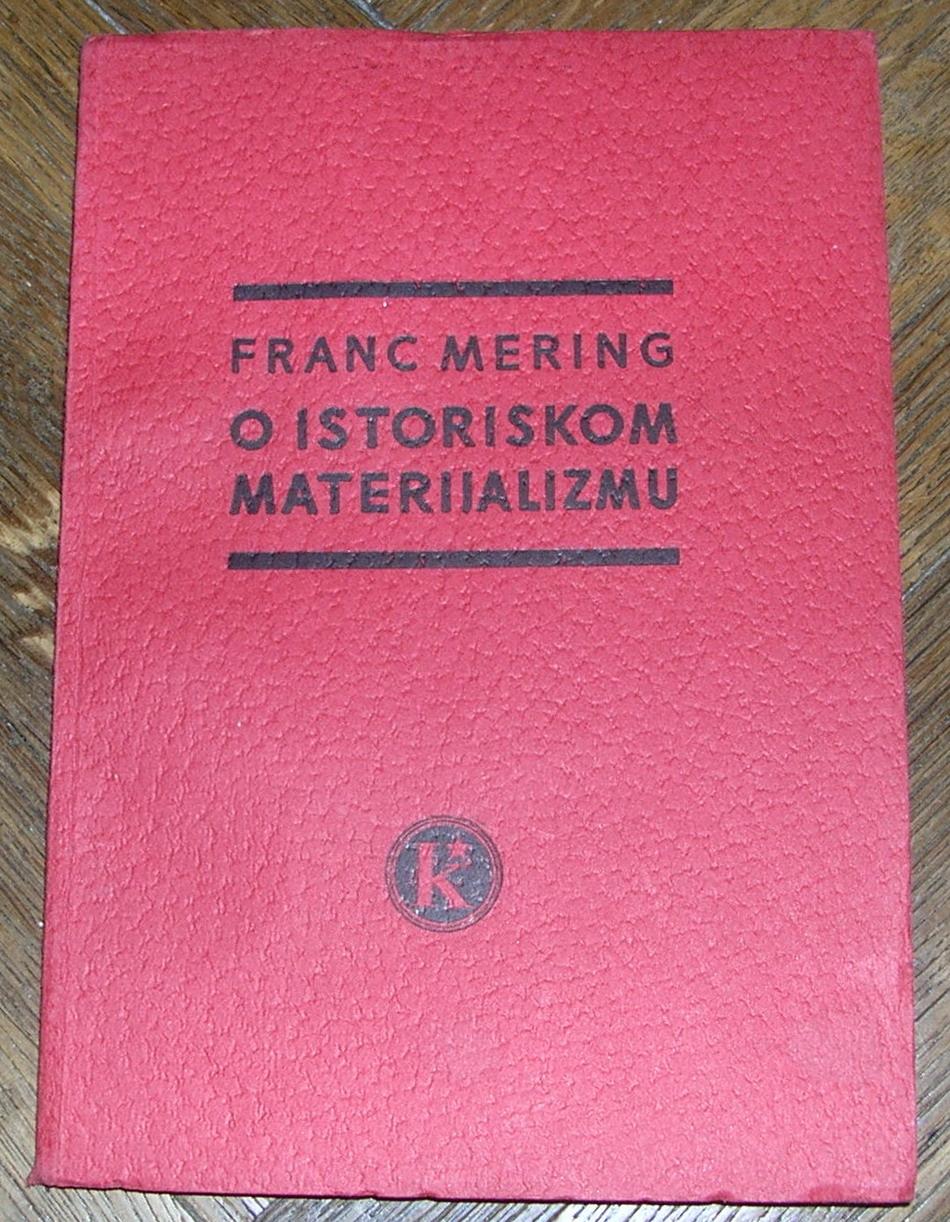 FRANC MERING
O ISTORISKOM
MATERIJALIZMU
K